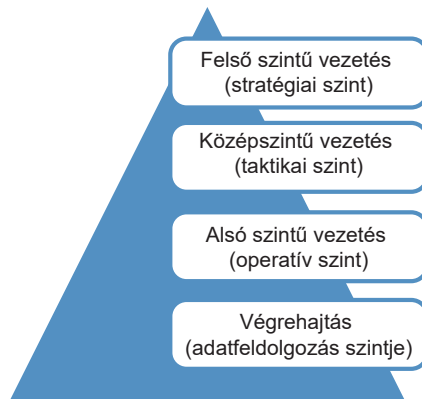 Felső szintű vezetés
(stratégiai szint)
Középszintű vezetés
(taktikai szint)
Alsó szintű vezetés
(operatív szint)
Végrehajtás
(adatfeldolgozás szintje)